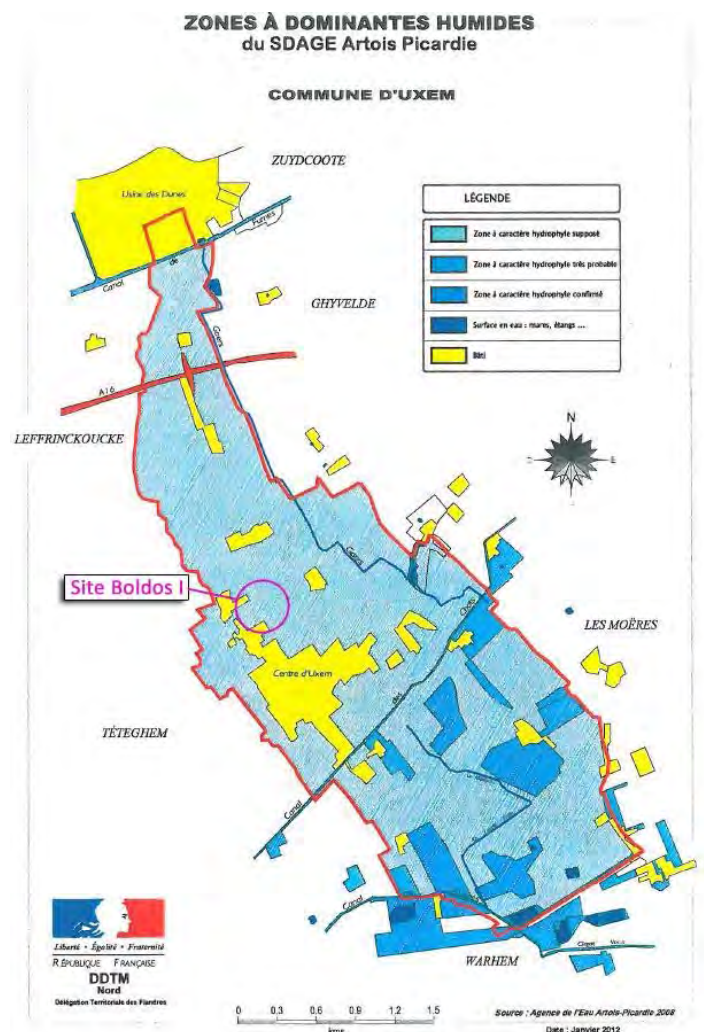 ZONES À DOMINANTES HUMIDES
du SDAGE Artois Picardie
COMMUNE D'UXEM
ZUYDCOOTE
Usine des Dunes
Canal de Furnes
LÉGENDE
Zone à caractère hydrophyle supposé
Zone à caractère hydrophyle très probable
Zone à caractère hydrophyle confirmé
Surface en eau : mares, étangs ...
Bâti
GHYVELDE
A16
LEFFRINCKOUCKE
N
E
Site Boldos I
LES MOËRES
Centre d'Uxem
TÉTEGHEM
Canal des Chats
Canal
WARHEM
Liberté • Égalité • Fraternité
RÉPUBLIQUE FRANÇAISE
DDTM
Nord
Délégation Territoriale des Flandres
0 0.3 0.6 0.9 1.2 1.5
kms
Source : Agence de l'Eau Artois-Picardie 2008
Date : Janvier 2012